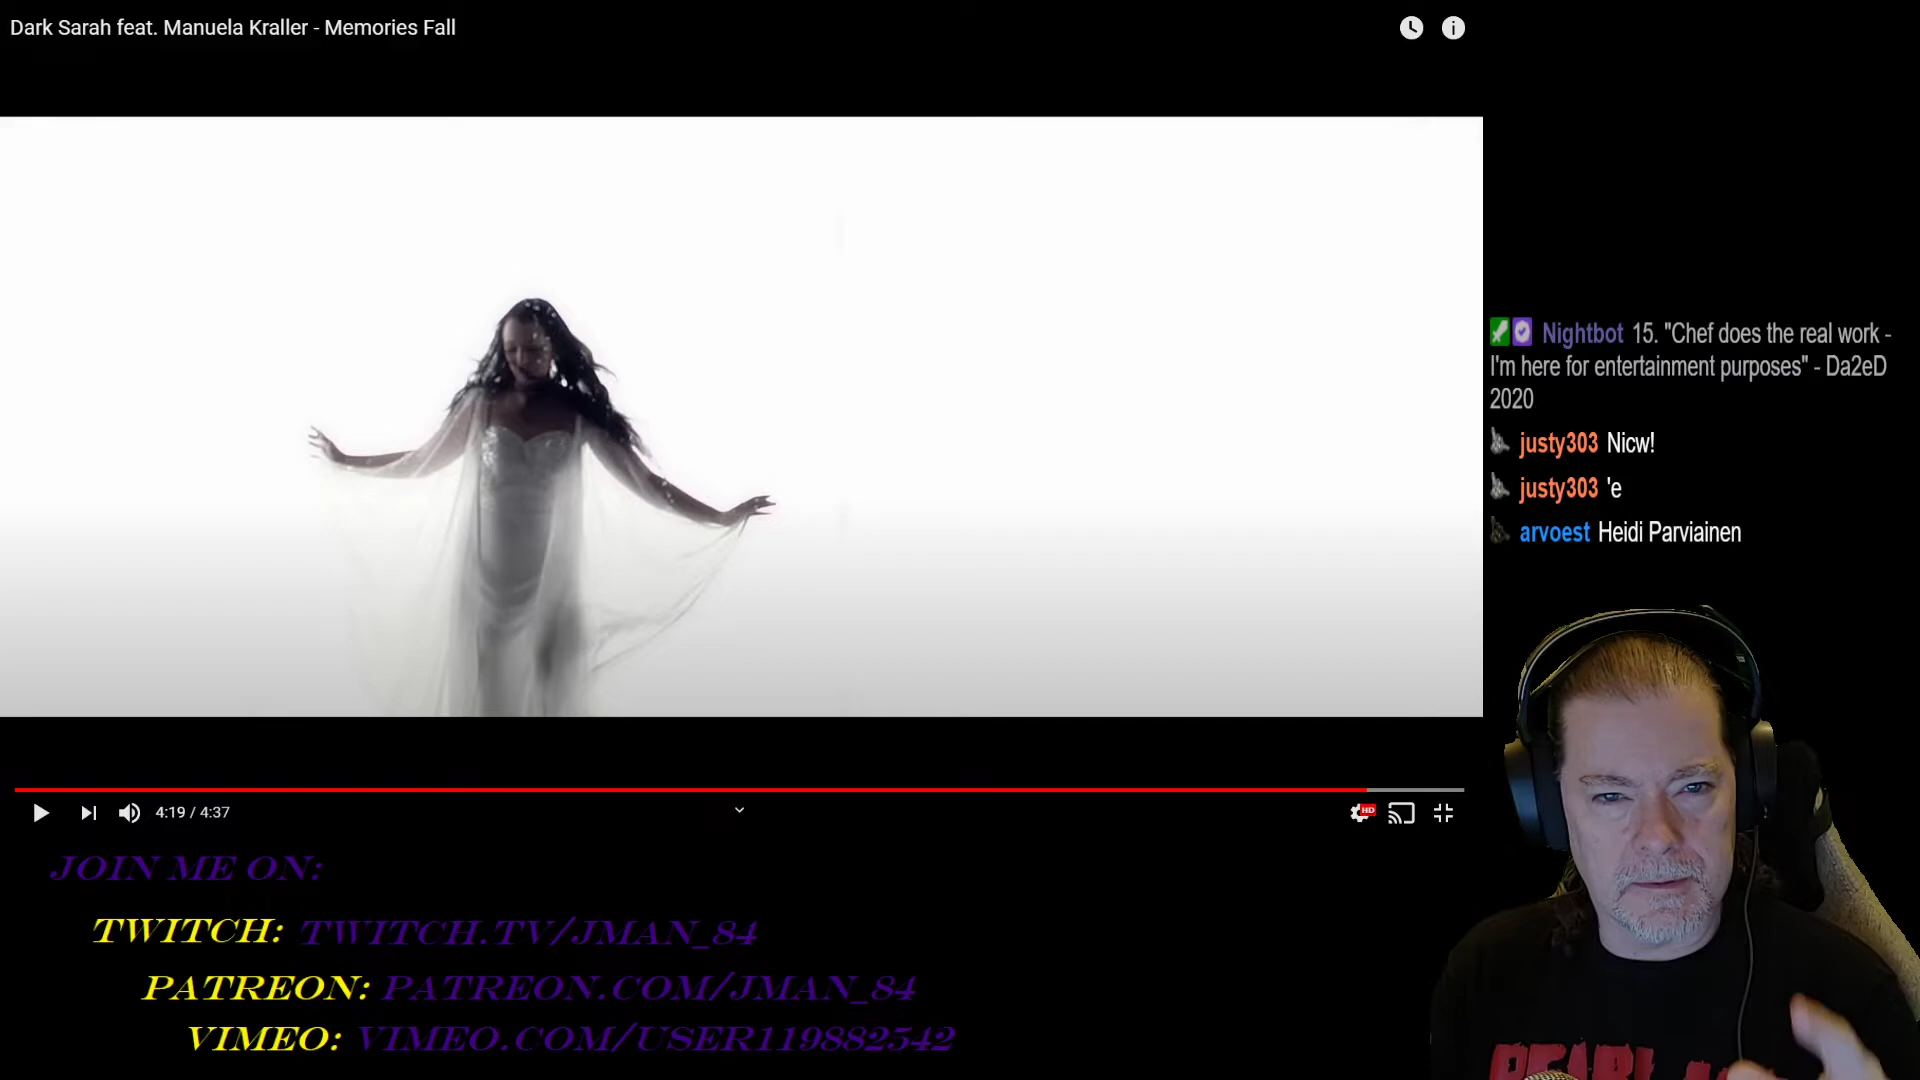 Dark Sarah feat. Manuela Kraller - Memories Fall
Nightbot 15. "Chef does the real work -
I'm here for entertainment purposes" - Da2eD
2020
justy303 Nicw!
justy303 'e
arvoest Heidi Parviainen
4:19 / 4:37
HD
JOIN ME ON:
TWITCH: TWITCH.TV/JMAN_84
PATREON: PATREON.COM/JMAN_84
VIMEO: VIMEO.COM/USER119882542